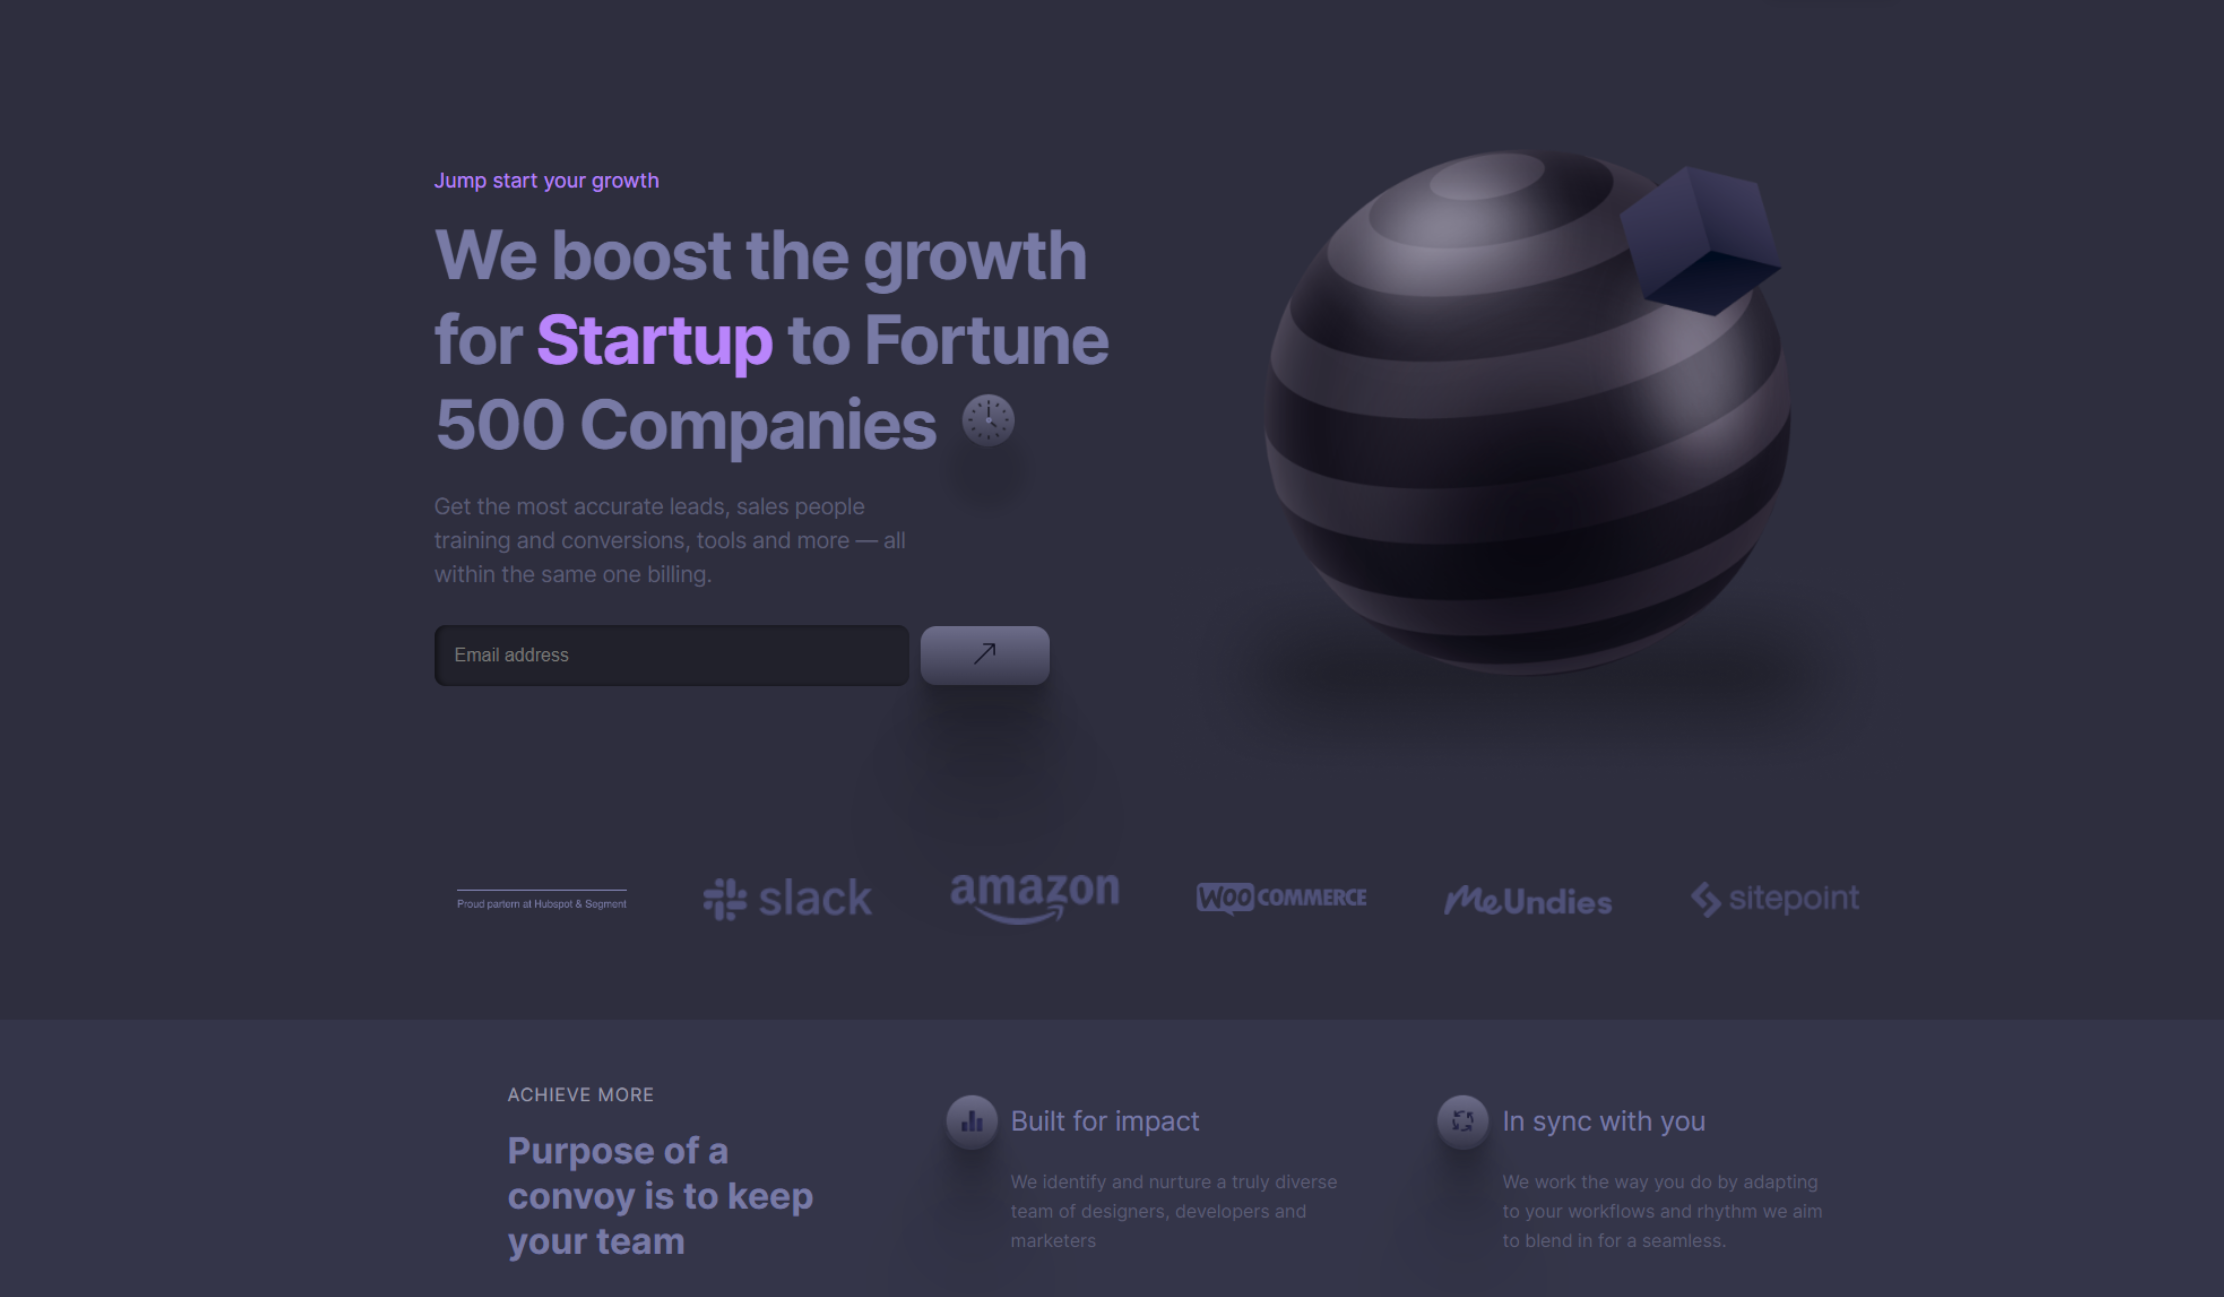 Jump start your growth
We boost the growth
for Startup to Fortune
500 Companies
Get the most accurate leads, sales people
training and conversions, tools and more — all
within the same one billing.
Email address
Proud partern at Hubspot & Segment
slack
amazon
WOO COMMERCE
MeUndies
sitepoint
ACHIEVE MORE
Purpose of a
convoy is to keep
your team
Built for impact
We identify and nurture a truly diverse
team of designers, developers and
marketers
In sync with you
We work the way you do by adapting
to your workflows and rhythm we aim
to blend in for a seamless.